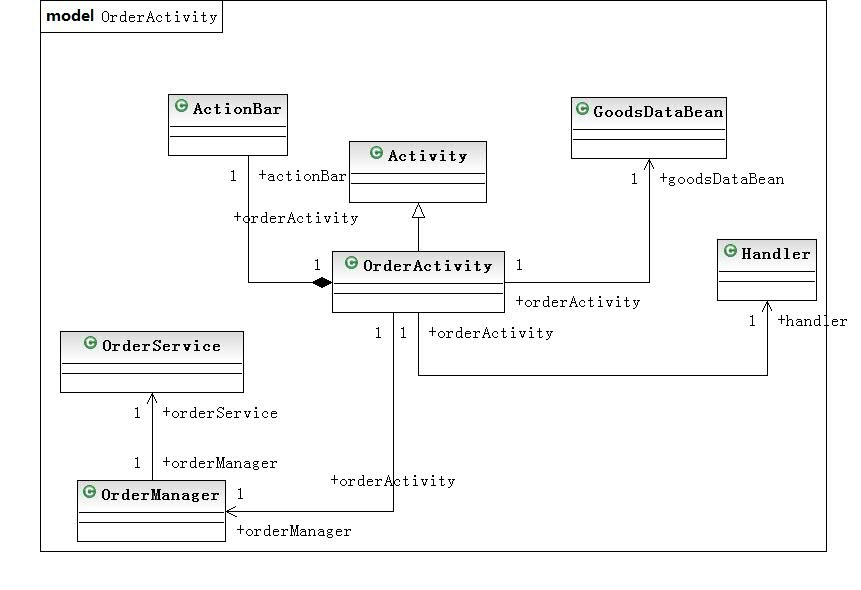 model OrderActivity
ActionBar
GoodsDataBean
Activity
1 +actionBar
1 +goodsDataBean
+orderActivity
Handler
1
OrderActivity
1
+orderActivity
1 +handler
1 1 +orderActivity
OrderService
1 +orderService
1 +orderManager
+orderActivity
OrderManager
1
+orderManager